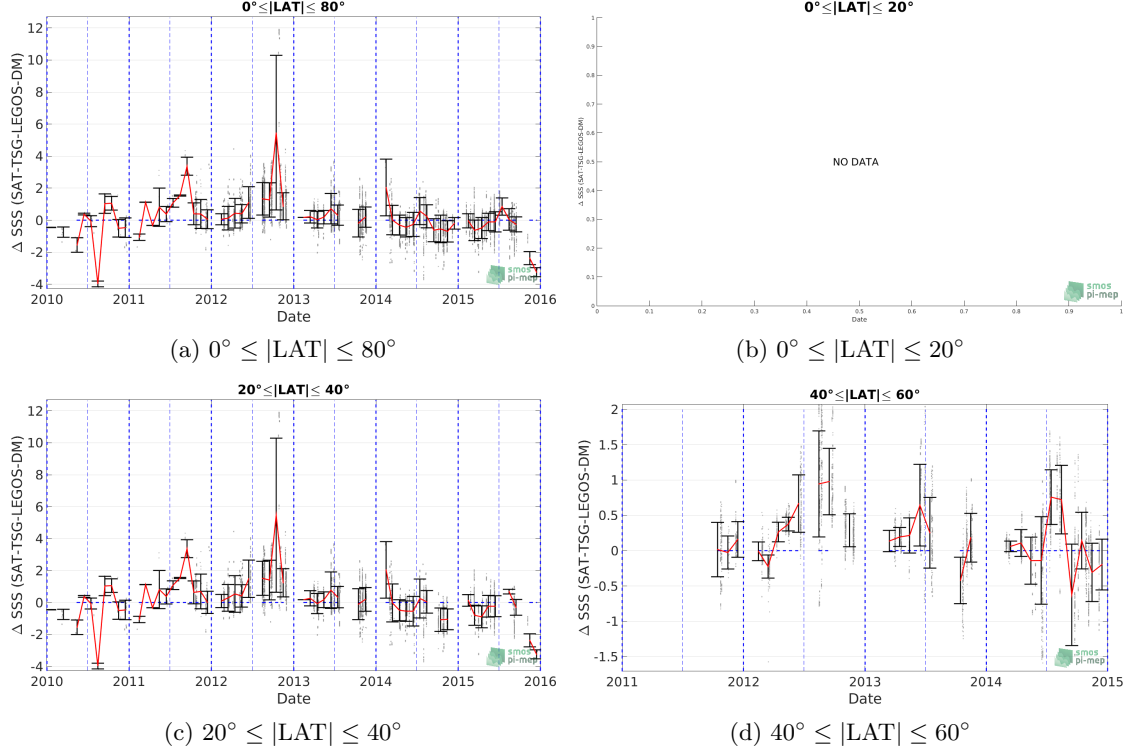 0°≤|LAT|≤ 80°
12
10
8
6
4
2
0
-2
-4
Δ SSS (SAT-TSG-LEGOS-DM)
2010 2011 2012 2013 2014 2015 2016
Date
smos
pi-mep
(a) 0° ≤ |LAT| ≤ 80°
0°≤|LAT|≤ 20°
1
0.9
0.8
0.7
0.6
0.5
0.4
0.3
0.2
0.1
0
Δ SSS (SAT-TSG-LEGOS-DM)
NO DATA
0 0.1 0.2 0.3 0.4 0.5 0.6 0.7 0.8 0.9 1
Date
smos
pi-mep
(b) 0° ≤ |LAT| ≤ 20°
20°≤|LAT|≤ 40°
12
10
8
6
4
2
0
-2
-4
Δ SSS (SAT-TSG-LEGOS-DM)
2010 2011 2012 2013 2014 2015 2016
Date
smos
pi-mep
(c) 20° ≤ |LAT| ≤ 40°
40°≤|LAT|≤ 60°
2
1.5
1
0.5
0
-0.5
-1
-1.5
Δ SSS (SAT-TSG-LEGOS-DM)
2011 2012 2013 2014 2015
Date
smos
pi-mep
(d) 40° ≤ |LAT| ≤ 60°